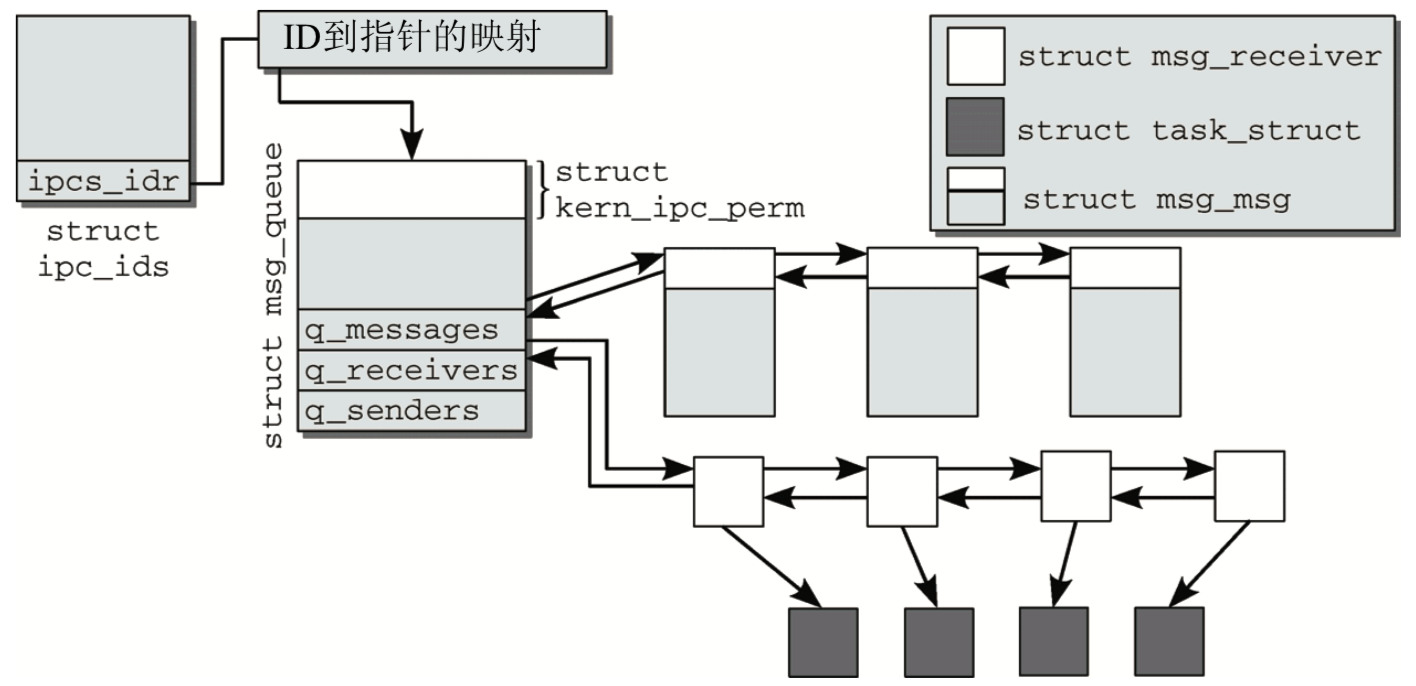 ID到指针的映射
ipcs_idr
struct
ipc_ids
struct msg_queue
struct
kern_ipc_perm
q_messages
q_receivers
q_senders
struct msg_receiver
struct task_struct
struct msg_msg